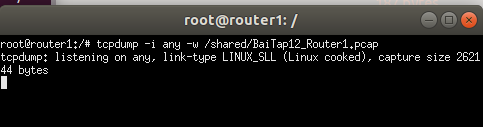 root@router1: /
root@router1:/# tcpdump -i any -w /shared/BaiTap12_Router1.pcap
tcpdump: listening on any, link-type LINUX_SLL (Linux cooked), capture size 2621
44 bytes